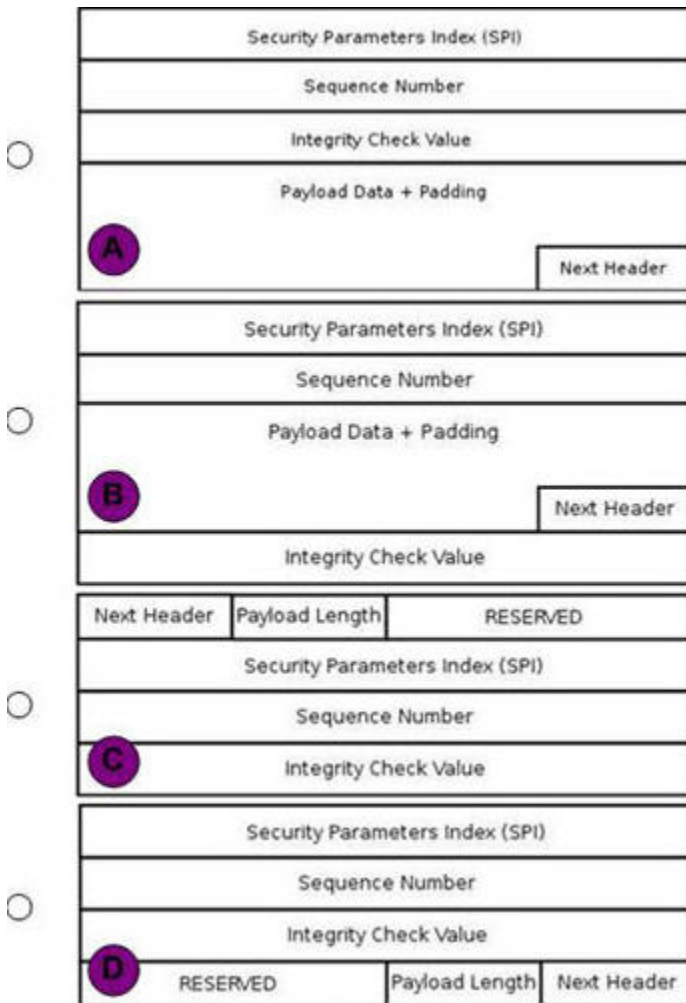 Security Parameters Index (SPI)
Sequence Number
Integrity Check Value
Payload Data + Padding
A
Next Header
Security Parameters Index (SPI)
Sequence Number
Payload Data + Padding
B
Next Header
Integrity Check Value
Next Header Payload Length RESERVED
Security Parameters Index (SPI)
Sequence Number
C
Integrity Check Value
Security Parameters Index (SPI)
Sequence Number
Integrity Check Value
D
RESERVED Payload Length Next Header